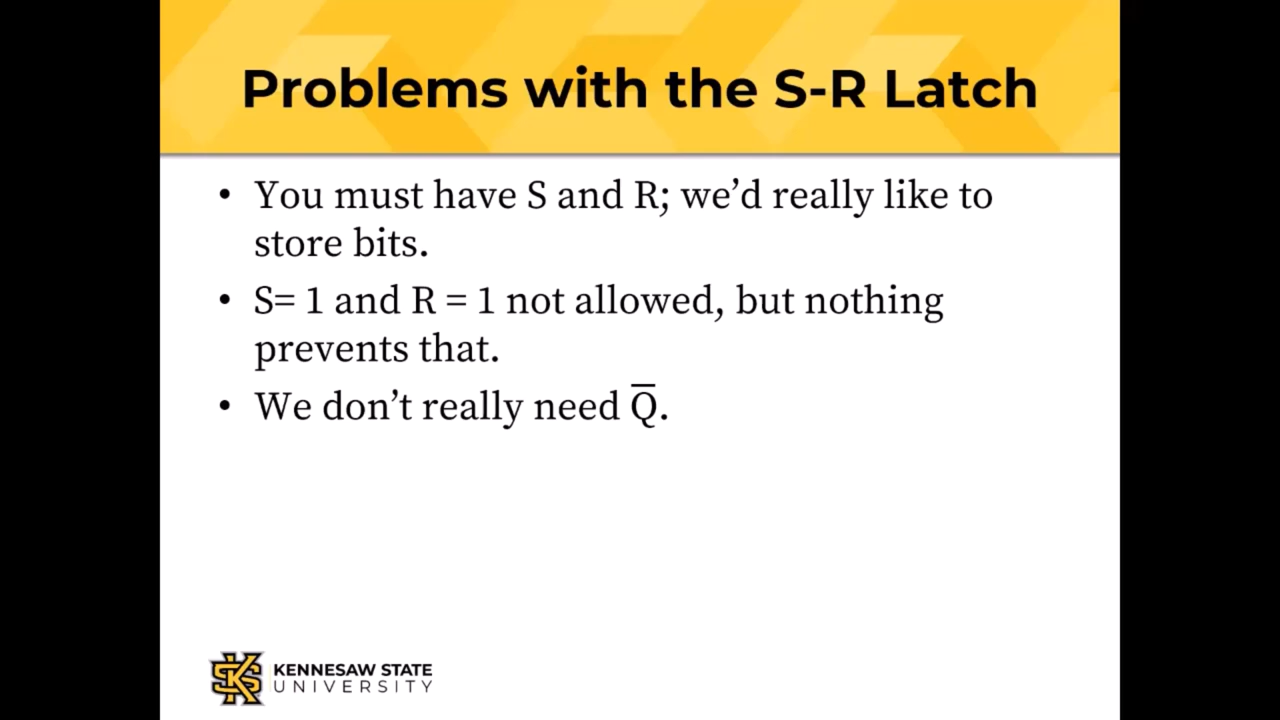 Problems with the S-R Latch
• You must have S and R; we’d really like to
store bits.
• S= 1 and R = 1 not allowed, but nothing
prevents that.
• We don’t really need Q̅.
KENNESAW STATE
UNIVERSITY